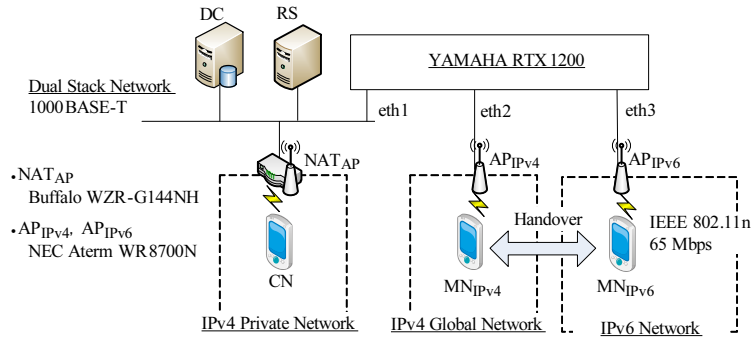 DC
RS
YAMAHA RTX 1200
Dual Stack Network
1000BASE-T
eth1
eth2
eth3
NATAP
APIPv4
APIPv6
•NATAP
Buffalo WZR-G144NH
•APIPv4, APIPv6
NEC Aterm WR8700N
Handover
IEEE 802.11n
65 Mbps
CN
MNIPv4
MNIPv6
IPv4 Private Network
IPv4 Global Network
IPv6 Network